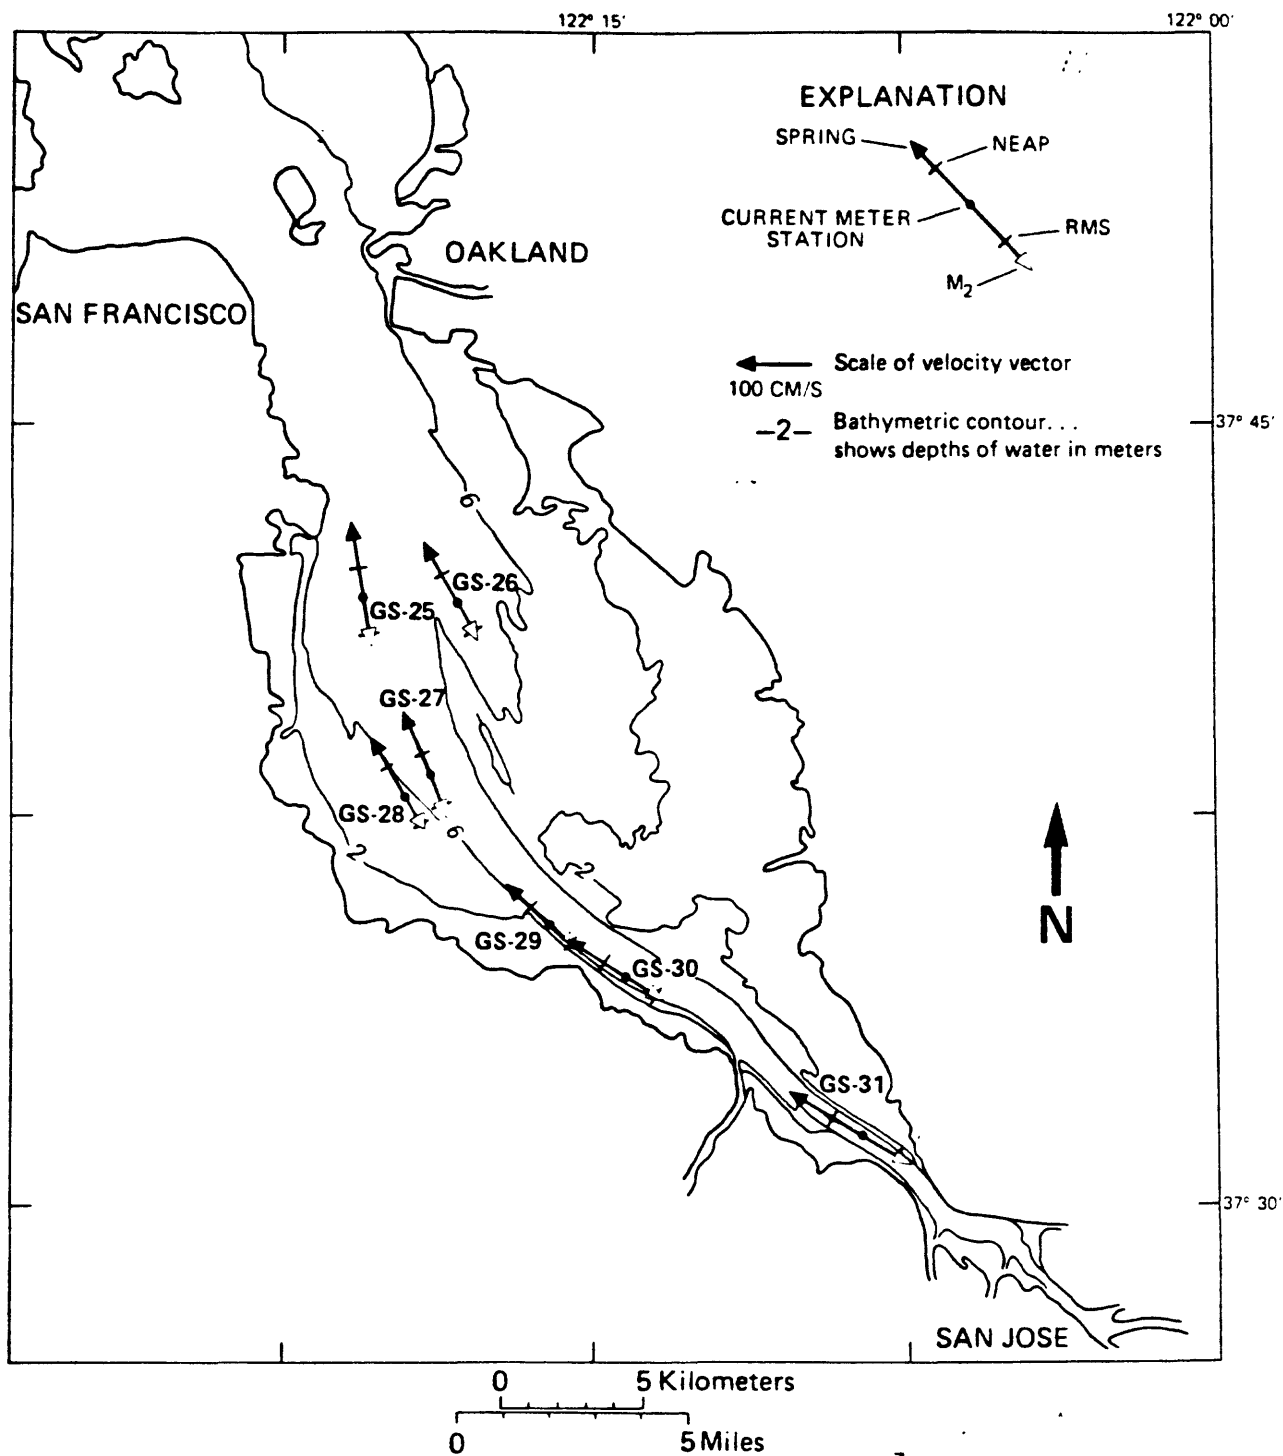 122° 15′
122° 00′
EXPLANATION
SPRING
NEAP
CURRENT METER
STATION
RMS
M2
OAKLAND
SAN FRANCISCO
Scale of velocity vector
100 CM/S
–2–
Bathymetric contour...
shows depths of water in meters
37° 45′
6
GS-26
GS-25
GS-27
GS-28
6
2
2
N
GS-29
GS-30
GS-31
37° 30′
SAN JOSE
0
5 Kilometers
0
5 Miles